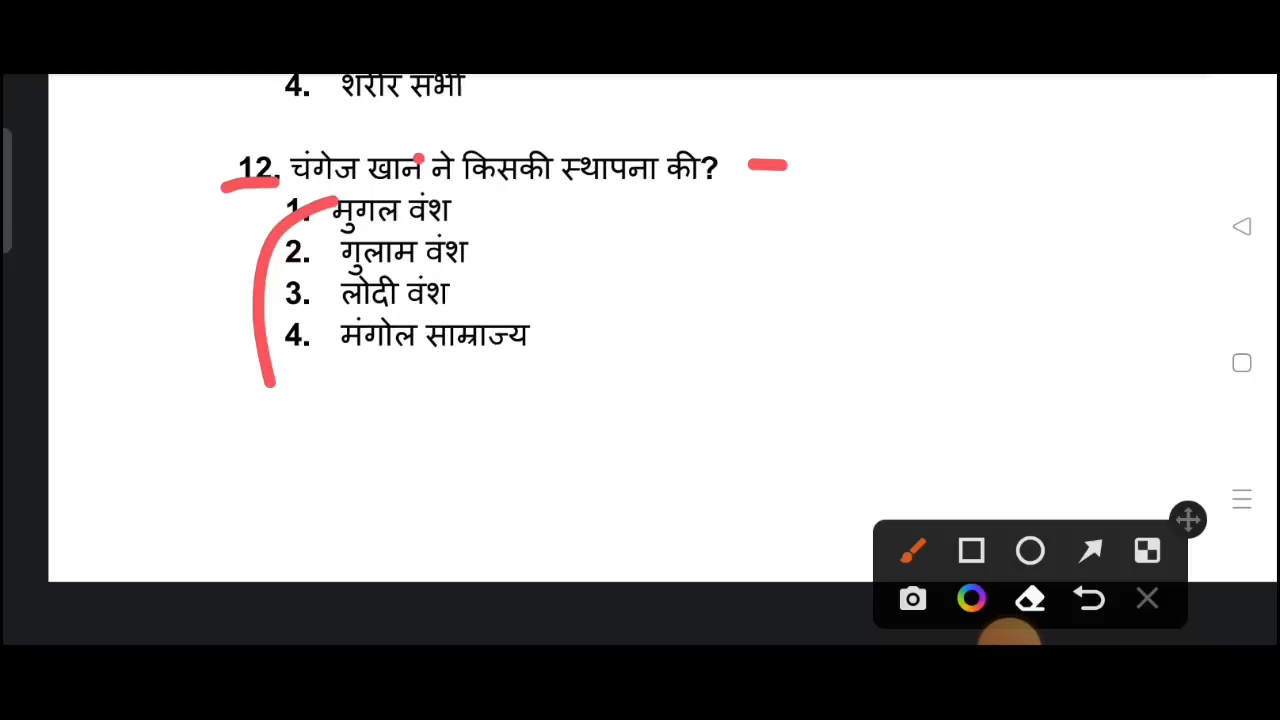 4. शरीर सभी
12. चंगेज खान ने किसकी स्थापना की?
1. मुगल वंश
2. गुलाम वंश
3. लोदी वंश
4. मंगोल साम्राज्य